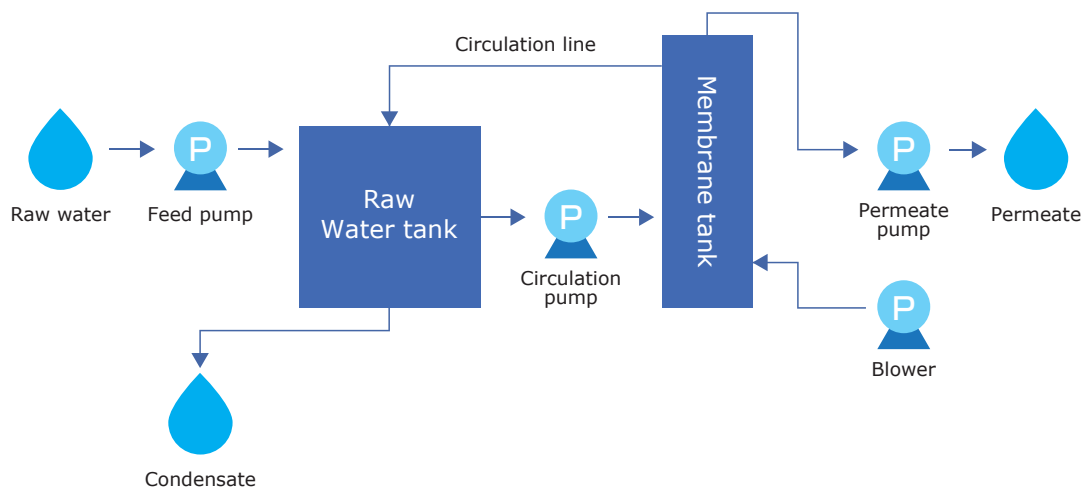 Circulation line
Raw water
P
Feed pump
Raw
Water tank
P
Circulation
pump
Membrane tank
P
Permeate
pump
Permeate
P
Blower
Condensate